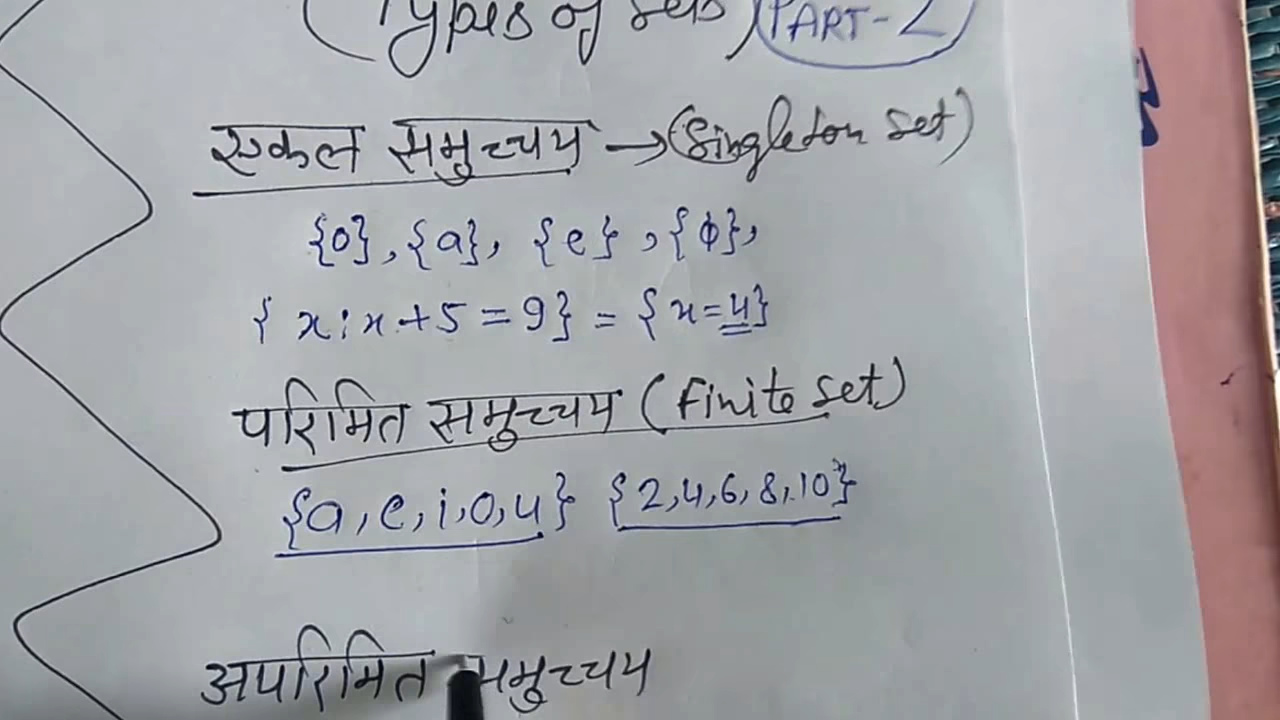 (Types of sets) PART-2
एकल समुच्चय → (Singleton set)
{0}, {a}, {e}, {ϕ},
{ x : x + 5 = 9} = { x = 4}
परिमित समुच्चय (Finite set)
{a, e, i, o, u} {2, 4, 6, 8, 10}
अपरिमित समुच्चय